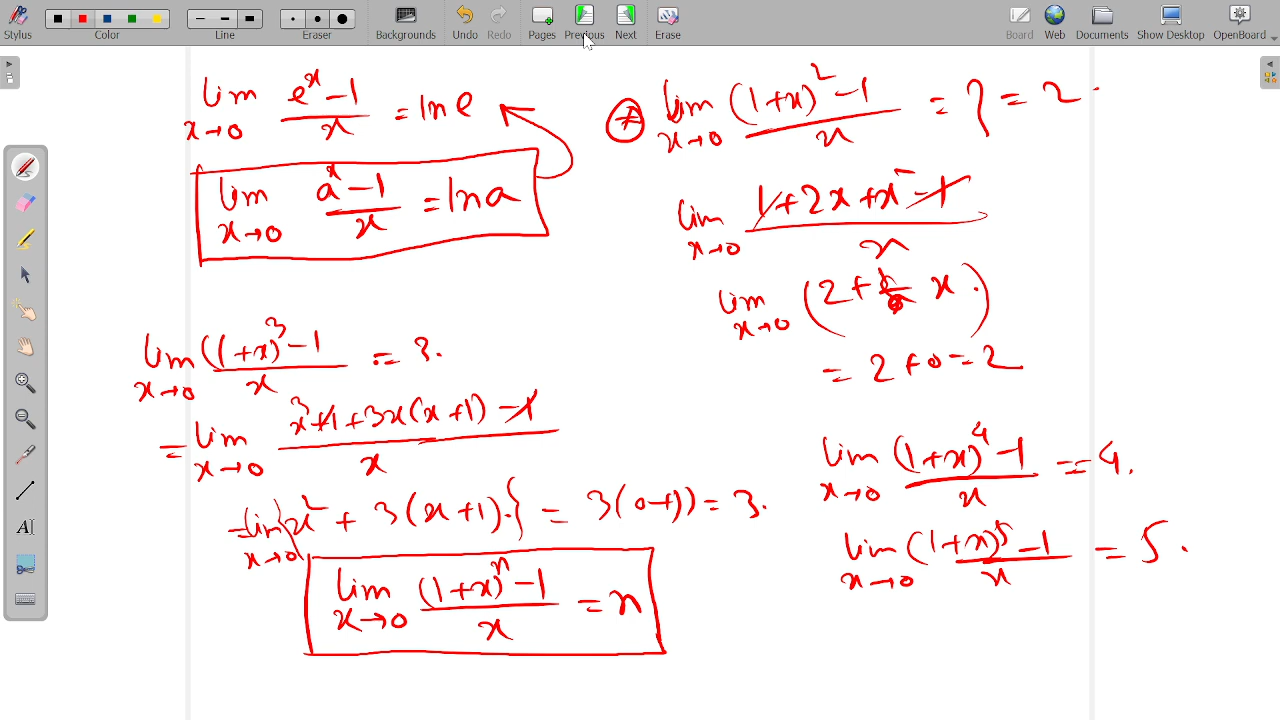 Stylus Color Line Eraser Backgrounds Undo Redo Pages Previous Next Erase Board Web Documents Show Desktop OpenBoard
lim x→0 (e^x − 1)/x = ln e
lim x→0 (a^x − 1)/x = ln a
lim x→0 ((1+x)^3 − 1)/x = 3.
= lim x→0 (x^3 + 1 + 3x(x+1) − 1)/x
= lim x→0 {x^2 + 3(x+1).} = 3(0+1) = 3.
lim x→0 ((1+x)^n − 1)/x = n
lim x→0 ((1+x)^2 − 1)/x = ? = 2.
lim x→0 (1 + 2x + x^2 − 1)/x
lim x→0 (2 + x.)
= 2 + 0 = 2
lim x→0 ((1+x)^4 − 1)/x = 4.
lim x→0 ((1+x)^5 − 1)/x = 5.